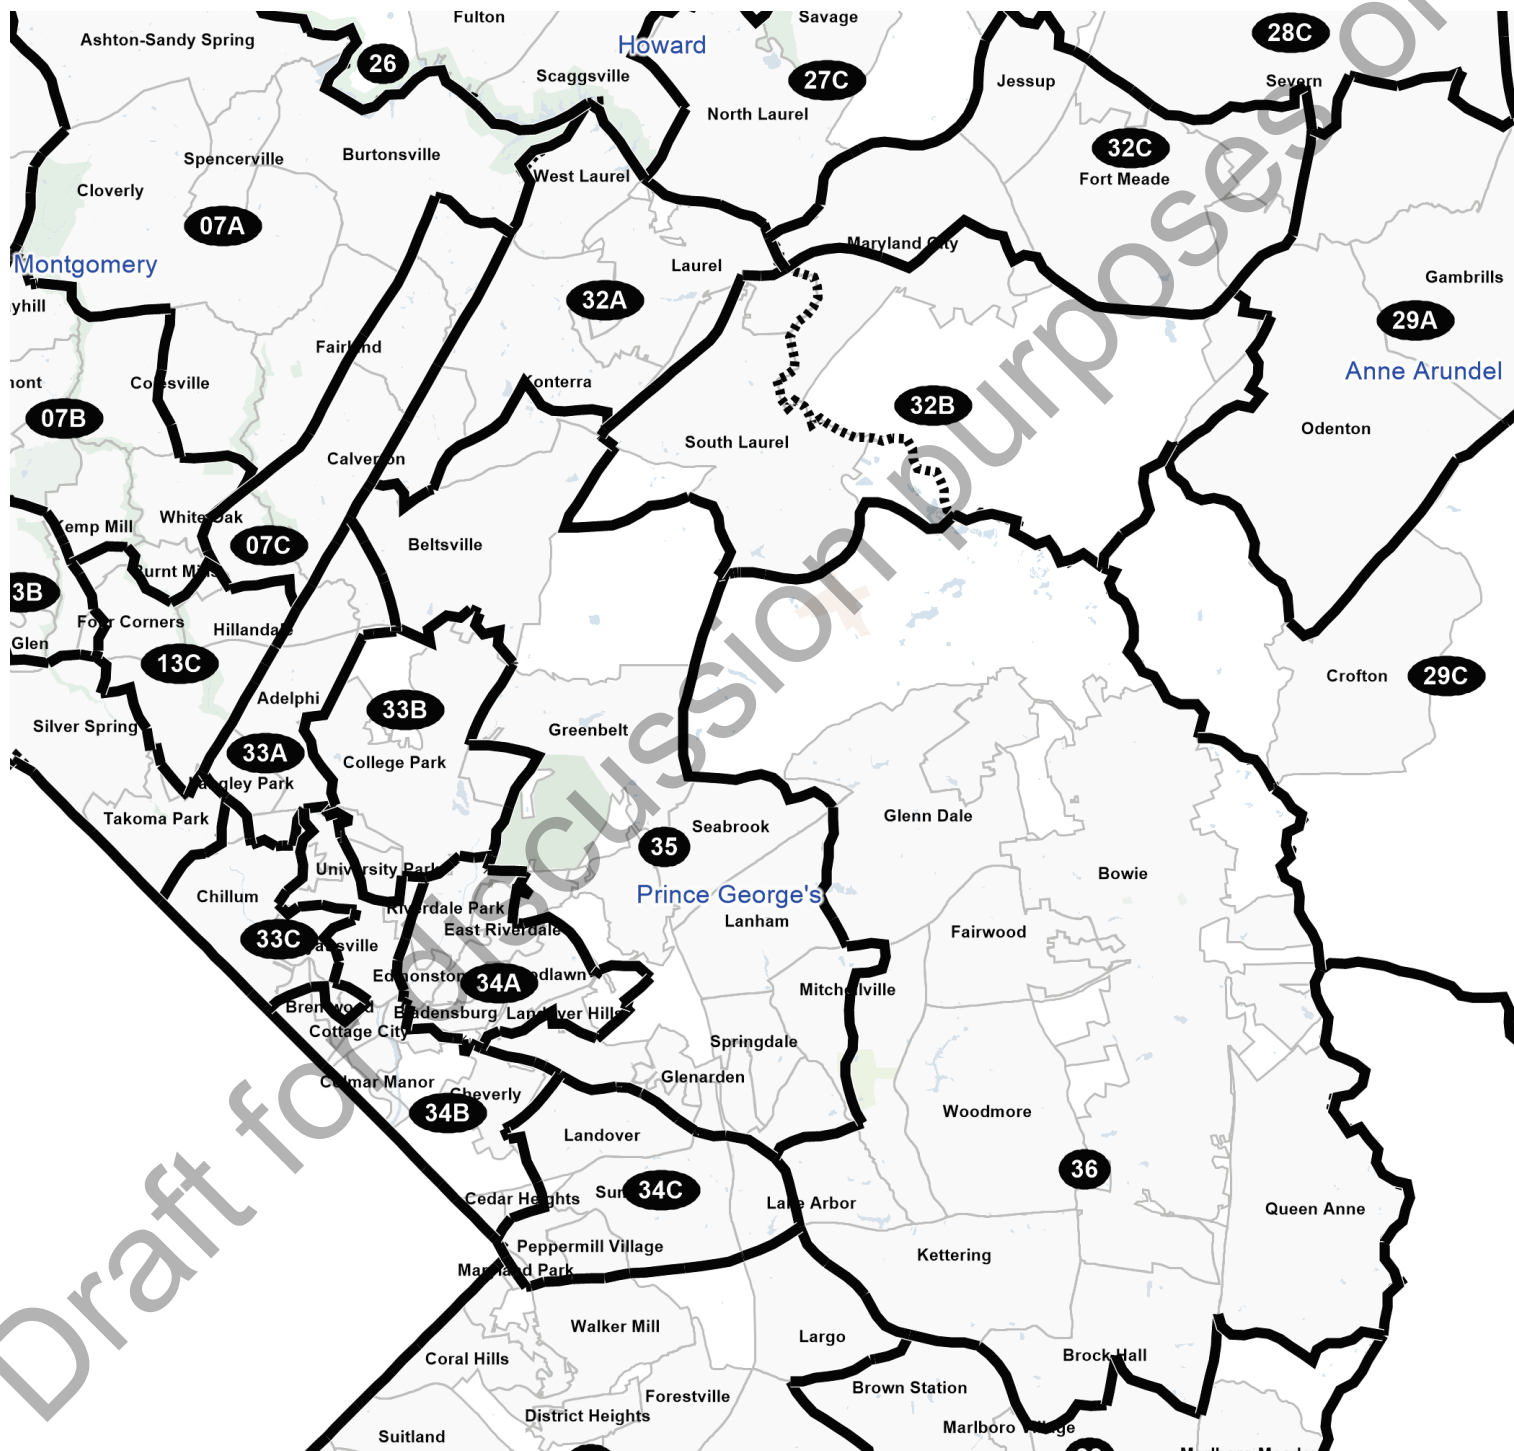 Fulton
Savage
28C
Ashton-Sandy Spring
Howard
26
Scaggsville
27C
Jessup
Severn
North Laurel
32C
Spencerville
Burtonsville
Fort Meade
West Laurel
Cloverly
07A
Maryland City
Montgomery
Laurel
Gambrills
32A
29A
yhill
Fairland
Anne Arundel
nont
Colesville
Konterra
32B
07B
Odenton
South Laurel
Calverton
White Oak
Kemp Mill
07C
Beltsville
Burnt Mills
3B
Four Corners
Hillandale
Glen
13C
Crofton
29C
Adelphi
33B
Silver Spring
Greenbelt
33A
College Park
Langley Park
Takoma Park
Seabrook
Glenn Dale
35
University Park
Bowie
Chillum
Prince George's
Riverdale Park
Lanham
East Riverdale
Fairwood
33C
attsville
Edmonston
34A
odlawn
Mitchellville
Brentwood
Bladensburg
Landover Hills
Cottage City
Springdale
Colmar Manor
Glenarden
Cheverly
34B
Woodmore
Landover
36
Cedar Heights
Sum
34C
Lake Arbor
Queen Anne
Peppermill Village
Kettering
Maryland Park
Walker Mill
Largo
Coral Hills
Brock Hall
Brown Station
Forestville
District Heights
Marlboro Village
Suitland
Draft for discussion purposes on